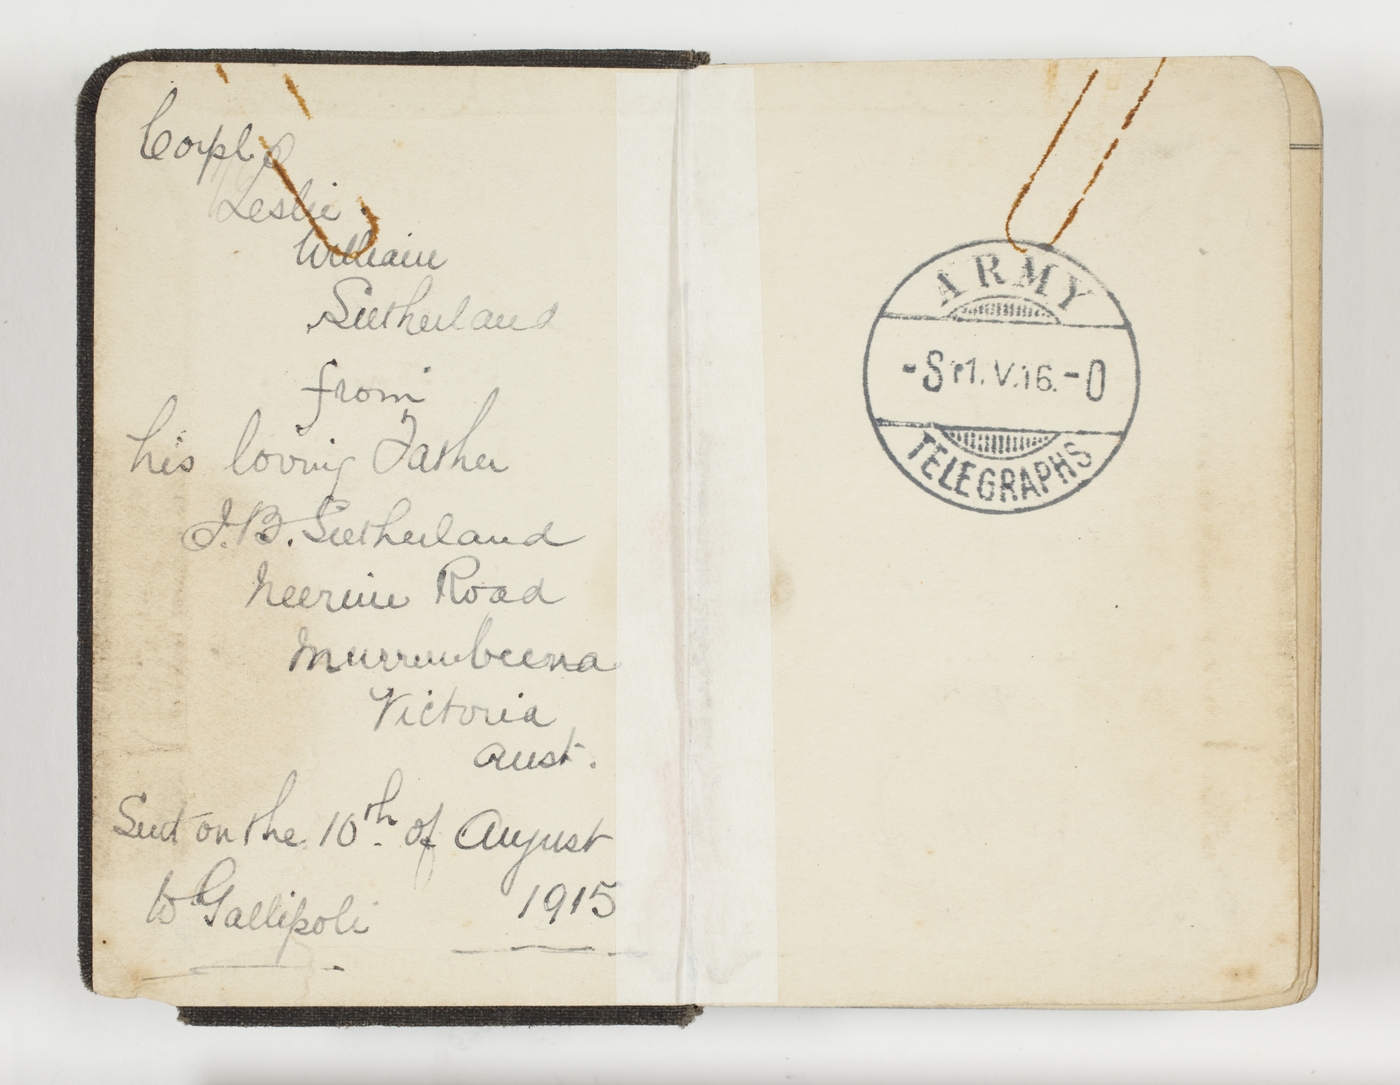 Corpl.
Leslie
William
Sutherland
from
his loving Father
J.B. Sutherland
Neerim Road
Murrumbeena
Victoria
Aust.
Sent on the 10th of August
to Gallipoli 1915
ARMY
1. V. 16. - O
TELEGRAPHS